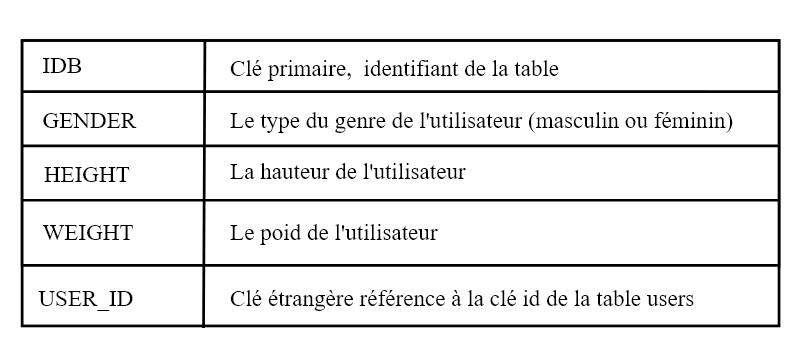 IDB Clé primaire, identifiant de la table
GENDER Le type du genre de l'utilisateur (masculin ou féminin)
HEIGHT La hauteur de l'utilisateur
WEIGHT Le poid de l'utilisateur
USER_ID Clé étrangère référence à la clé id de la table users